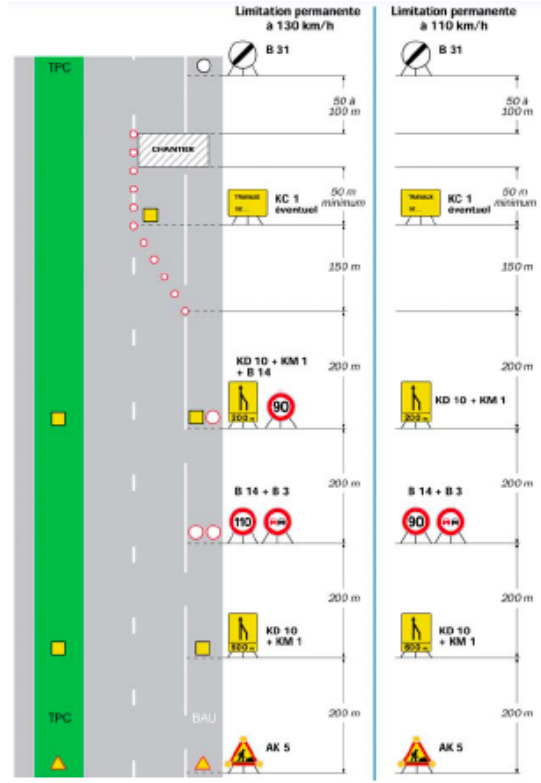 Limitation permanente
à 130 km/h
Limitation permanente
à 110 km/h
TPC
B 31
B 31
50 à
100 m
50 à
100 m
CHANTIER
TRAVAUX
KC 1
éventuel
50 m
minimum
TRAVAUX
KC 1
éventuel
50 m
minimum
150 m
150 m
200 m
200 m
KD 10 + KM 1
+ B 14
200 m
90
200 m
KD 10 + KM 1
200 m
200 m
B 14 + B 3
110
B 14 + B 3
90
200 m
200 m
KD 10
+ KM 1
KD 10
+ KM 1
TPC
BAU
200 m
200 m
AK 5
AK 5